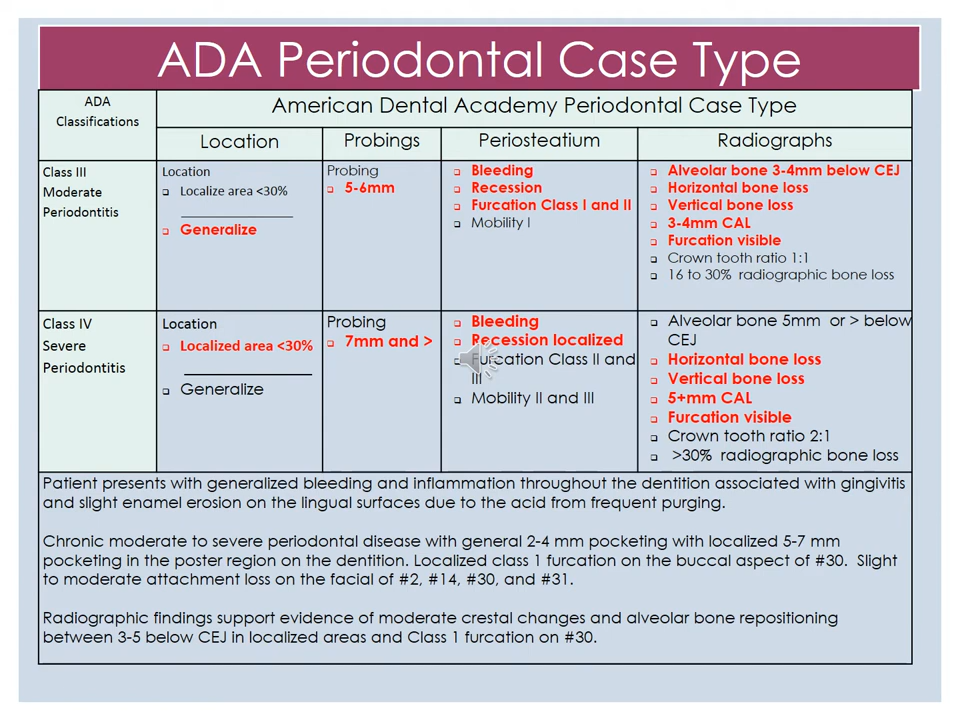 ADA Periodontal Case Type
ADA
Classifications
American Dental Academy Periodontal Case Type
Location
Probings
Periosteatium
Radiographs
Class III
Moderate
Periodontitis
Location
Localize area <30%
Generalize
Probing
5-6mm
Bleeding
Recession
Furcation Class I and II
Mobility I
Alveolar bone 3-4mm below CEJ
Horizontal bone loss
Vertical bone loss
3-4mm CAL
Furcation visible
Crown tooth ratio 1:1
16 to 30% radiographic bone loss
Class IV
Severe
Periodontitis
Location
Localized area <30%
Generalize
Probing
7mm and >
Bleeding
Recession localized
Furcation Class II and
III
Mobility II and III
Alveolar bone 5mm or > below
CEJ
Horizontal bone loss
Vertical bone loss
5+mm CAL
Furcation visible
Crown tooth ratio 2:1
>30% radiographic bone loss
Patient presents with generalized bleeding and inflammation throughout the dentition associated with gingivitis
and slight enamel erosion on the lingual surfaces due to the acid from frequent purging.
Chronic moderate to severe periodontal disease with general 2-4 mm pocketing with localized 5-7 mm
pocketing in the poster region on the dentition. Localized class 1 furcation on the buccal aspect of #30. Slight
to moderate attachment loss on the facial of #2, #14, #30, and #31.
Radiographic findings support evidence of moderate crestal changes and alveolar bone repositioning
between 3-5 below CEJ in localized areas and Class 1 furcation on #30.